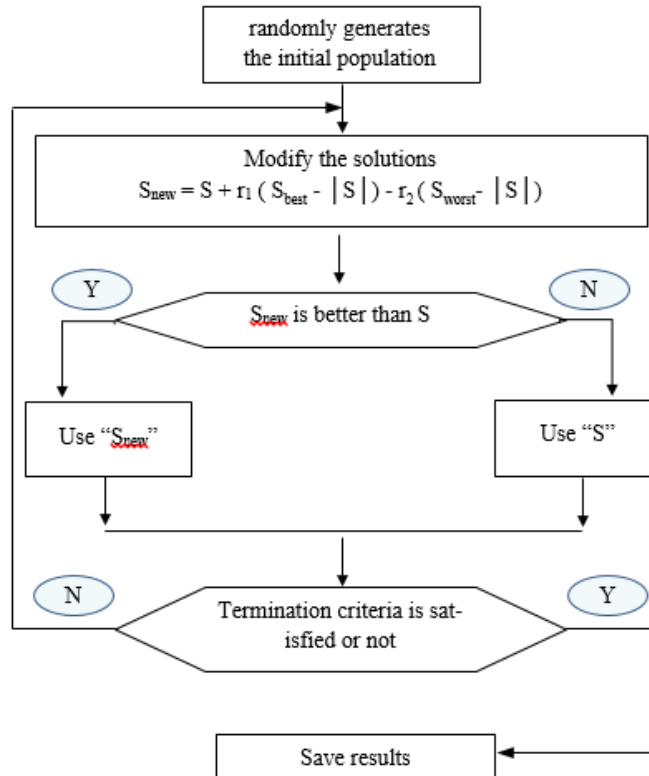 randomly generates
the initial population
Modify the solutions
Snew = S + r1 ( Sbest - |S| ) - r2 ( Sworst- |S| )
Y
N
Snew is better than S
Use “Snew”
Use “S”
N
Y
Termination criteria is sat-
isfied or not
Save results